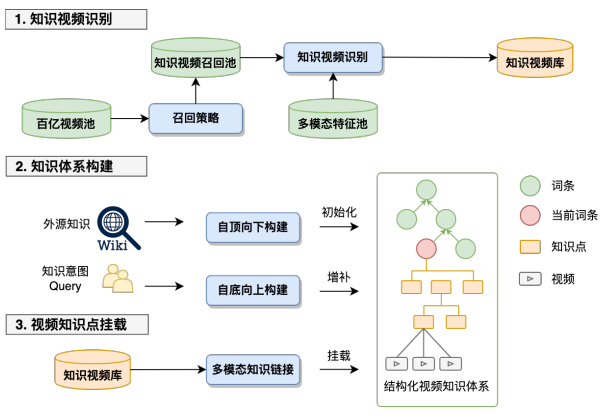 1. 知识视频识别
知识视频召回池
知识视频识别
知识视频库
百亿视频池
召回策略
多模态特征池
2. 知识体系构建
外源知识
Wiki
自顶向下构建
初始化
知识意图
Query
自底向上构建
增补
3. 视频知识点挂载
知识视频库
多模态知识链接
挂载
词条
当前词条
知识点
视频
结构化视频知识体系